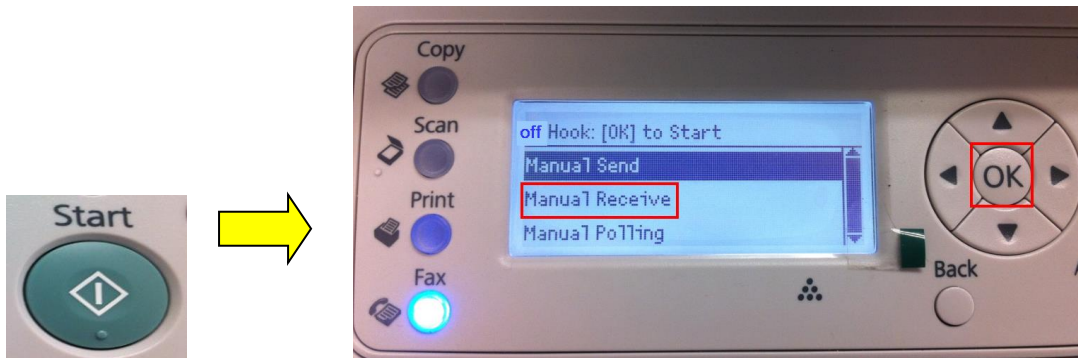 Start
Copy
Scan
Print
Fax
off Hook: [OK] to Start
Manual Send
Manual Receive
Manual Polling
OK
Back